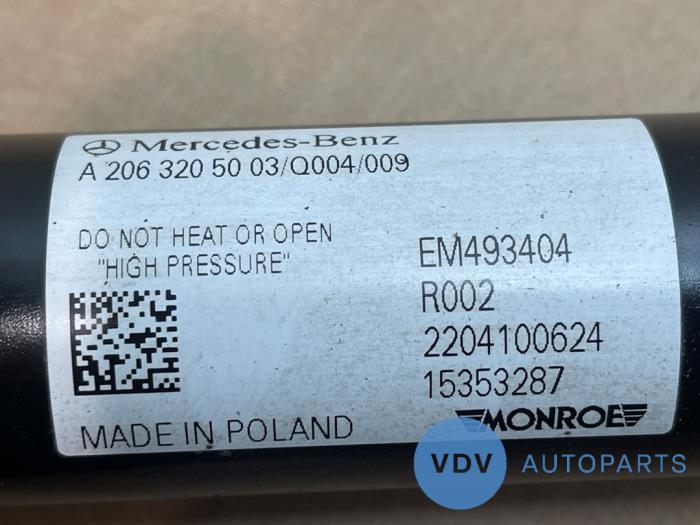 Mercedes-Benz
A 206 320 50 03/Q004/009
DO NOT HEAT OR OPEN
"HIGH PRESSURE"
EM493404
R002
2204100624
15353287
MADE IN POLAND
MONROE
VDV AUTOPARTS